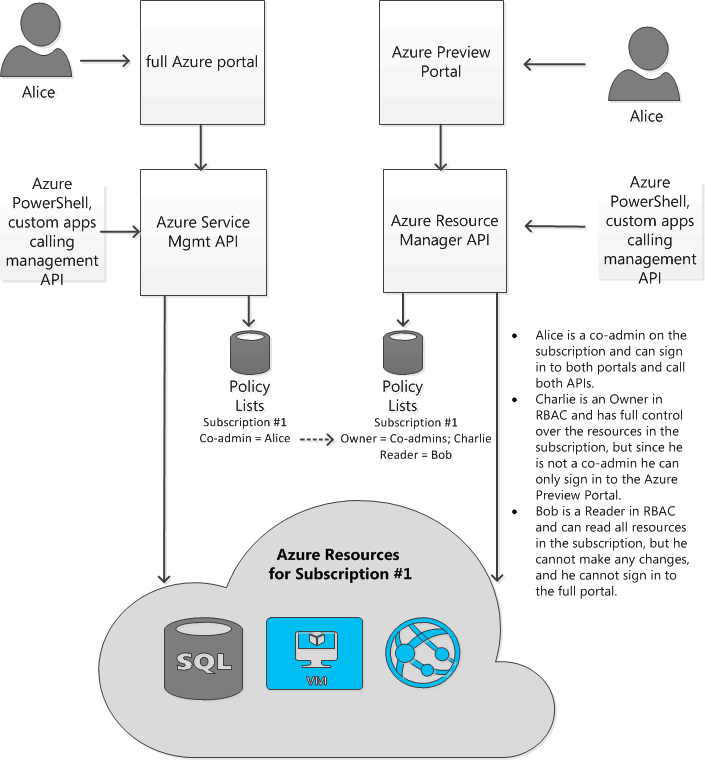 full Azure portal
Azure Preview
Portal
Alice
Alice
Azure
PowerShell,
custom apps
calling
management
API
Azure Service
Mgmt API
Azure Resource
Manager API
Azure
PowerShell,
custom apps
calling
management
API
Policy
Lists
Subscription #1
Co-admin = Alice
Policy
Lists
Subscription #1
Owner = Co-admins; Charlie
Reader = Bob
• Alice is a co-admin on the
subscription and can sign
in to both portals and call
both APIs.
• Charlie is an Owner in
RBAC and has full control
over the resources in the
subscription, but since he
is not a co-admin he can
only sign in to the Azure
Preview Portal.
• Bob is a Reader in RBAC
and can read all resources
in the subscription, but he
cannot make any changes,
and he cannot sign in to
the full portal.
Azure Resources
for Subscription #1
SQL
VM